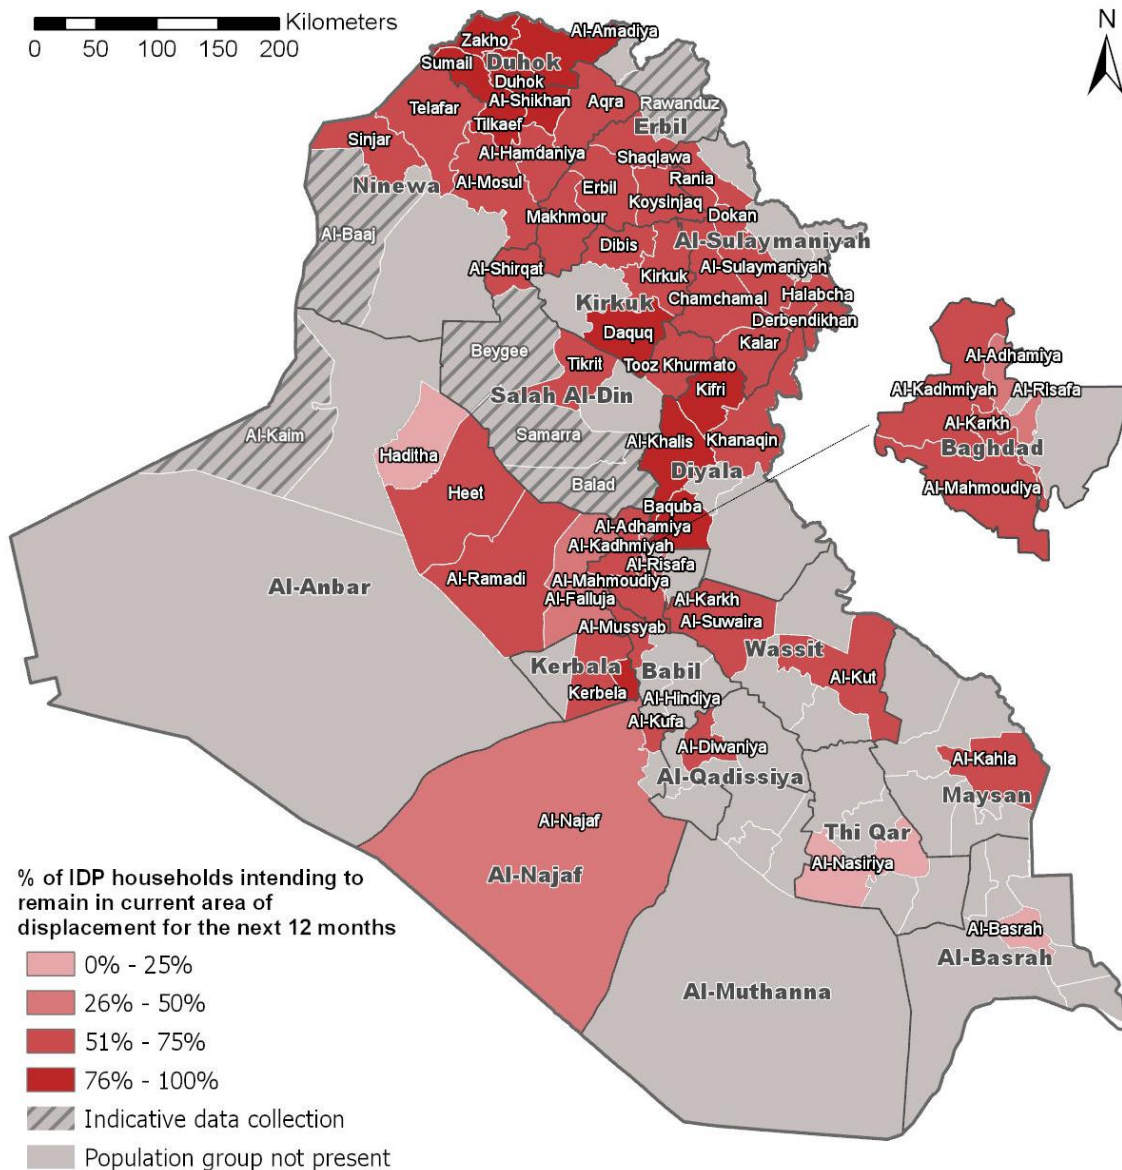 Kilometers
0 50 100 150 200
N
Al-Amadiya
Zakho
Sumail
Duhok
Duhok
Al-Shikhan
Aqra
Rawanduz
Telafar
Tilkaef
Erbil
Sinjar
Al-Hamdaniya
Shaqlawa
Ninewa
Al-Mosul
Erbil
Rania
Koysinjaq
Makhmour
Dokan
Al-Baaj
Dibis
Al-Sulaymaniyah
Al-Shirqat
Kirkuk
Al-Sulaymaniyah
Kirkuk
Chamchamal
Halabcha
Derbendikhan
Daquq
Kalar
Beygee
Tikrit
Tooz Khurmato
Kifri
Salah Al-Din
Al-Kaim
Samarra
Al-Khalis
Khanaqin
Haditha
Diyala
Heet
Balad
Baquba
Al-Adhamiya
Al-Kadhmiyah
Al-Risafa
Al-Ramadi
Al-Mahmoudiya
Al-Anbar
Al-Falluja
Al-Karkh
Al-Suwaira
Al-Mussyab
Wassit
Kerbala
Babil
Al-Kut
Kerbela
Al-Hindiya
Al-Kufa
Al-Diwaniya
Al-Kahla
Al-Qadissiya
Maysan
Al-Najaf
Thi Qar
Al-Nasiriya
Al-Najaf
Al-Basrah
Al-Basrah
Al-Muthanna
Al-Adhamiya
Al-Kadhmiyah
Al-Risafa
Al-Karkh
Baghdad
Al-Mahmoudiya
% of IDP households intending to
remain in current area of
displacement for the next 12 months
0% - 25%
26% - 50%
51% - 75%
76% - 100%
Indicative data collection
Population group not present